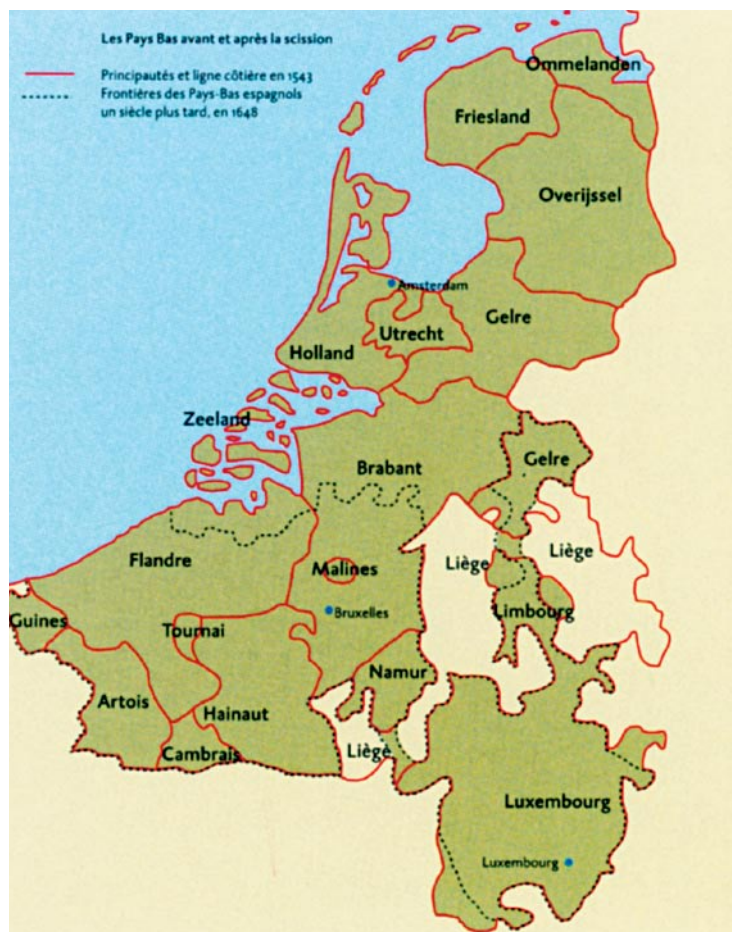 Les Pays Bas avant et après la scission
Principautés et ligne côtière en 1543
Frontières des Pays-Bas espagnols
un siècle plus tard, en 1648
Ommelanden
Friesland
Overijssel
Amsterdam
Utrecht
Gelre
Holland
Zeeland
Brabant
Gelre
Flandre
Malines
Liège
Liège
Guines
Tournai
Bruxelles
Limbourg
Namur
Artois
Hainaut
Cambrais
Liège
Luxembourg
Luxembourg